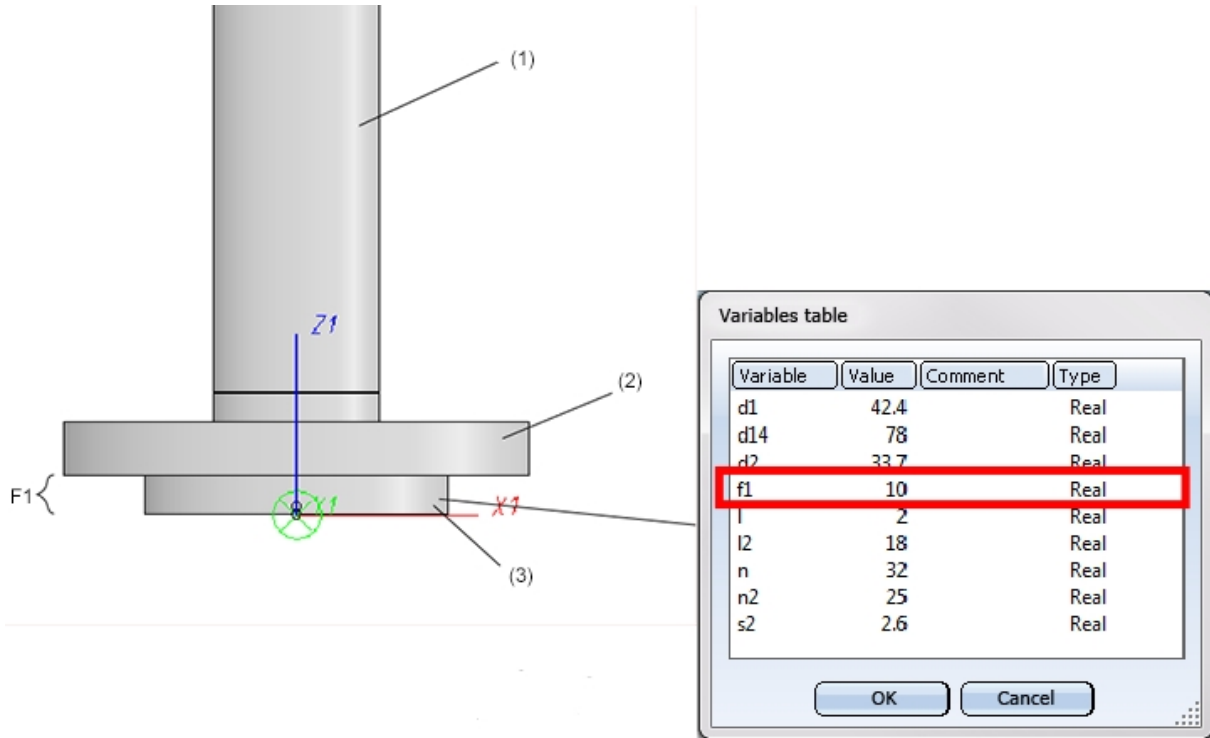 (1)
Z1
(2)
F1
Y1
X1
(3)
Variables table
Variable Value Comment Type
d1 42.4 Real
d14 78 Real
d2 33.7 Real
f1 10 Real
l 2 Real
l2 18 Real
n 32 Real
n2 25 Real
s2 2.6 Real
OK Cancel